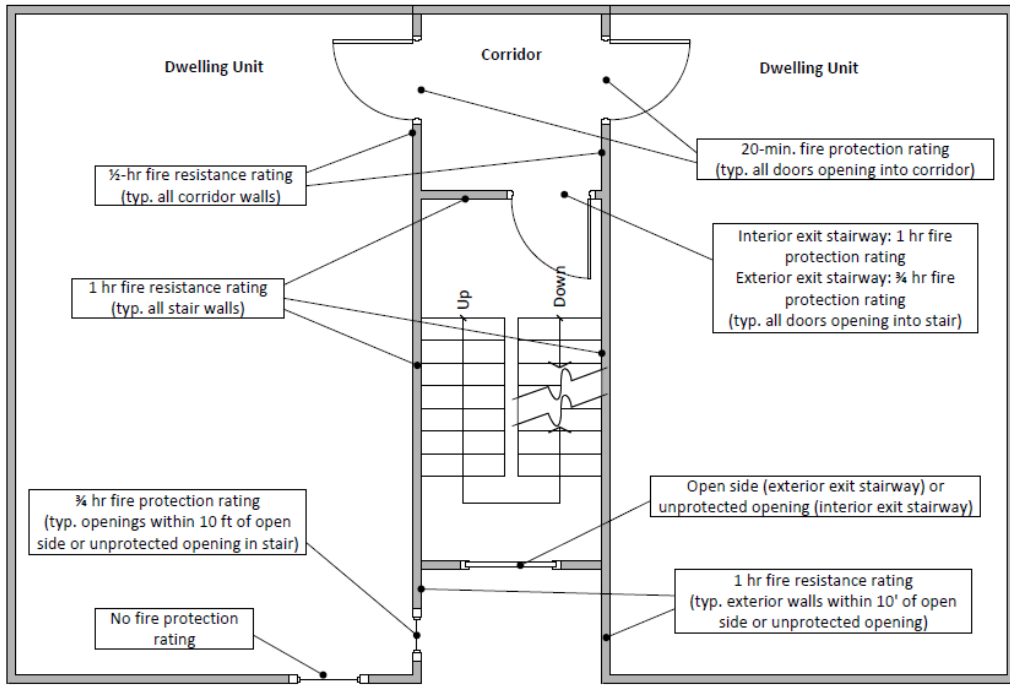 Dwelling Unit
Corridor
Dwelling Unit
½-hr fire resistance rating
(typ. all corridor walls)
20-min. fire protection rating
(typ. all doors opening into corridor)
1 hr fire resistance rating
(typ. all stair walls)
Interior exit stairway: 1 hr fire
protection rating
Exterior exit stairway: ¾ hr fire
protection rating
(typ. all doors opening into stair)
Up
Down
¾ hr fire protection rating
(typ. openings within 10 ft of open
side or unprotected opening in stair)
Open side (exterior exit stairway) or
unprotected opening (interior exit stairway)
No fire protection
rating
1 hr fire resistance rating
(typ. exterior walls within 10' of open
side or unprotected opening)